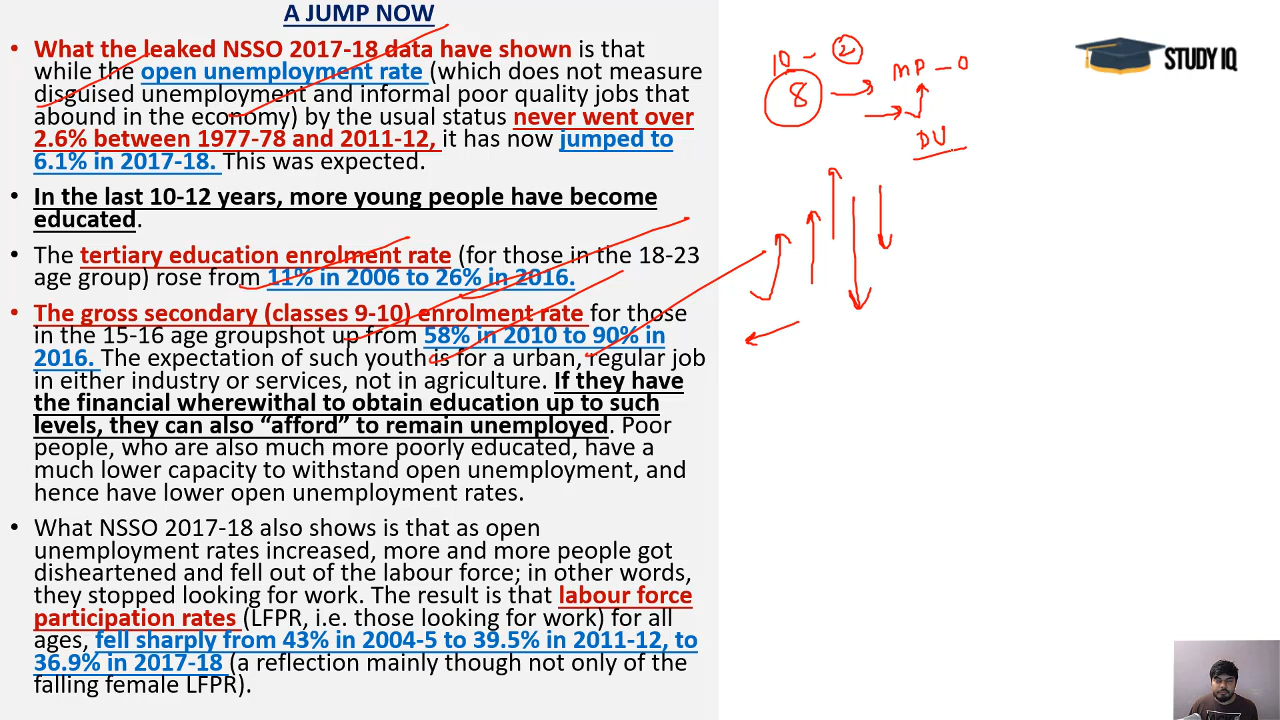 A JUMP NOW
• What the leaked NSSO 2017-18 data have shown is that
while the open unemployment rate (which does not measure
disguised unemployment and informal poor quality jobs that
abound in the economy) by the usual status never went over
2.6% between 1977-78 and 2011-12, it has now jumped to
6.1% in 2017-18. This was expected.
• In the last 10-12 years, more young people have become
educated.
• The tertiary education enrolment rate (for those in the 18-23
age group) rose from 11% in 2006 to 26% in 2016.
• The gross secondary (classes 9-10) enrolment rate for those
in the 15-16 age groupshot up from 58% in 2010 to 90% in
2016. The expectation of such youth is for a urban, regular job
in either industry or services, not in agriculture. If they have
the financial wherewithal to obtain education up to such
levels, they can also “afford” to remain unemployed. Poor
people, who are also much more poorly educated, have a
much lower capacity to withstand open unemployment, and
hence have lower open unemployment rates.
• What NSSO 2017-18 also shows is that as open
unemployment rates increased, more and more people got
disheartened and fell out of the labour force; in other words,
they stopped looking for work. The result is that labour force
participation rates (LFPR, i.e. those looking for work) for all
ages, fell sharply from 43% in 2004-5 to 39.5% in 2011-12, to
36.9% in 2017-18 (a reflection mainly though not only of the
falling female LFPR).
10 - 2
8
MP - 0
DU
STUDY IQ